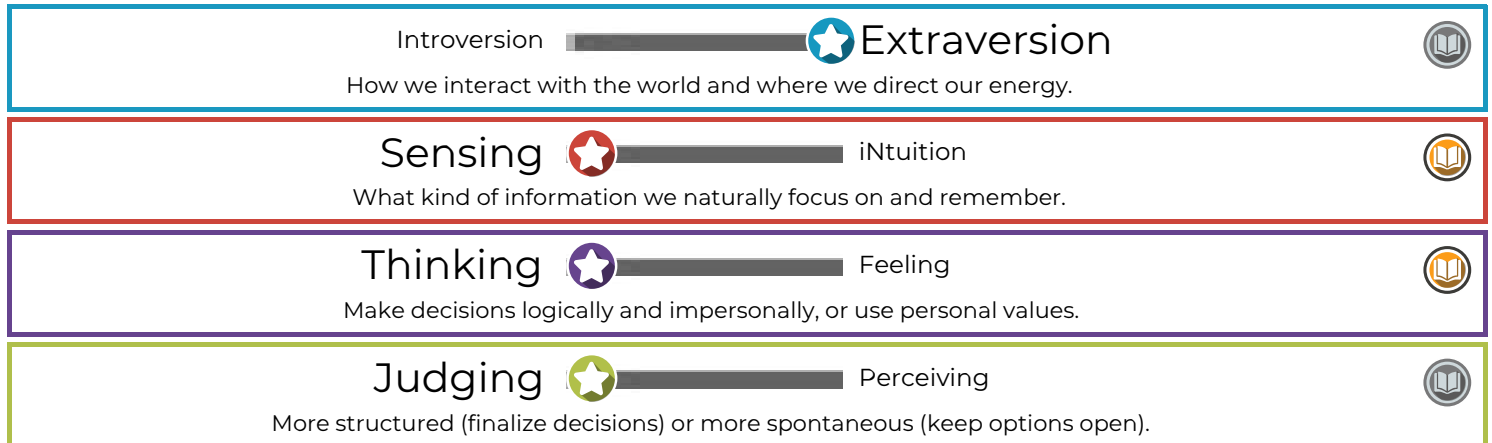 Introversion Extraversion
How we interact with the world and where we direct our energy.
Sensing iNtuition
What kind of information we naturally focus on and remember.
Thinking Feeling
Make decisions logically and impersonally, or use personal values.
Judging Perceiving
More structured (finalize decisions) or more spontaneous (keep options open).